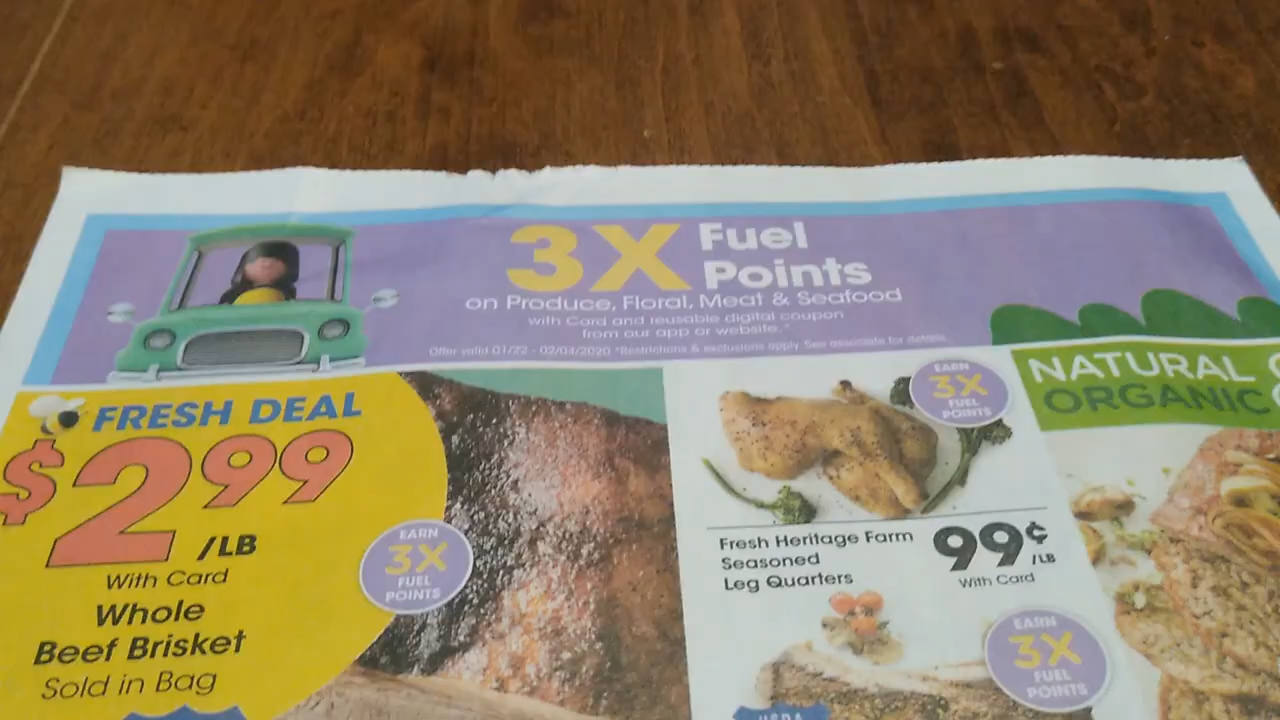 3X Fuel
Points
on Produce, Floral, Meat & Seafood
with Card and reusable digital coupon
from our app or website.*
Offer valid 01/22 - 02/04/2020 *Restrictions & exclusions apply. See associate for details.
FRESH DEAL
$2.99
/LB
With Card
Whole
Beef Brisket
Sold in Bag
EARN
3X
FUEL
POINTS
EARN
3X
FUEL
POINTS
Fresh Heritage Farm
Seasoned
Leg Quarters
99¢
/LB
With Card
EARN
3X
FUEL
POINTS
USDA
NATURAL &
ORGANIC